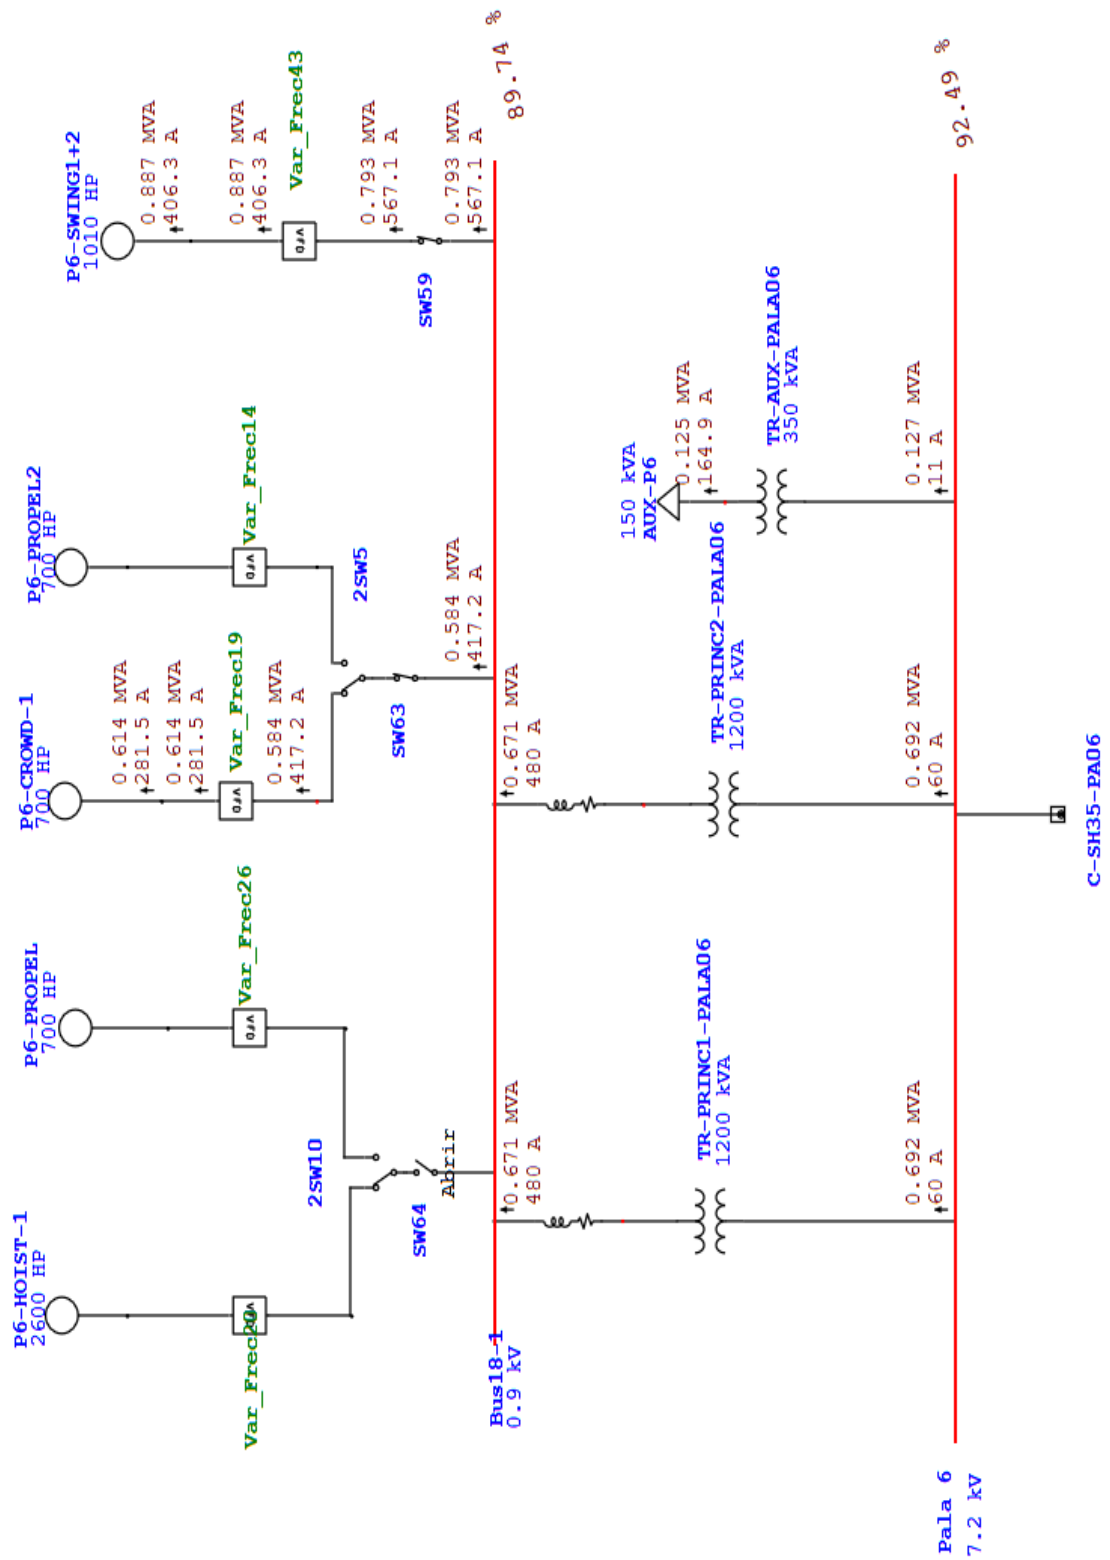 P6-HOIST-1
2600 HP
P6-PROPEL
700 HP
P6-CROWD-1
700 HP
P6-PROPEL2
700 HP
P6-SWING1+2
1010 HP
0.614 MVA
281.5 A
0.614 MVA
281.5 A
0.887 MVA
406.3 A
0.887 MVA
406.3 A
VFD
Var_Frec26
VFD
Var_Frec19
VFD
Var_Frec14
VFD
Var_Frec43
VFD
0.584 MVA
417.2 A
0.793 MVA
567.1 A
2SW10
2SW5
SW64
Abrir
SW63
SW59
0.584 MVA
417.2 A
0.793 MVA
567.1 A
Bus18-1
0.9 kV
89.74 %
0.671 MVA
480 A
0.671 MVA
480 A
150 kVA
AUX-P6
0.125 MVA
164.9 A
TR-PRINC1-PALA06
1200 kVA
TR-PRINC2-PALA06
1200 kVA
TR-AUX-PALA06
350 kVA
0.692 MVA
60 A
0.692 MVA
60 A
0.127 MVA
11 A
Pala 6
7.2 kV
92.49 %
C-SH35-PA06